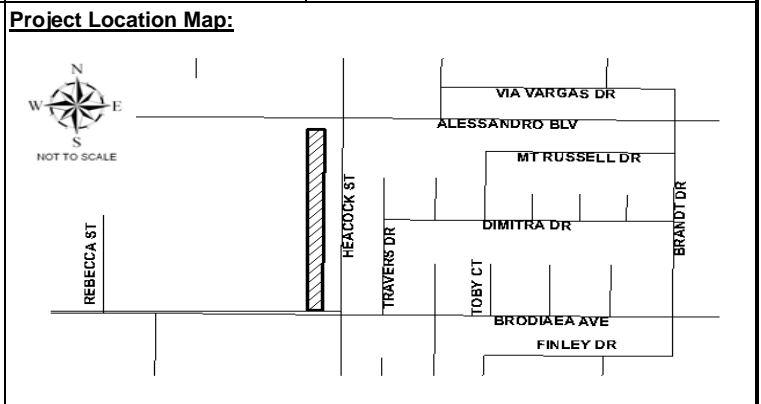 Project Location Map:
N
W E
S
NOT TO SCALE
VIA VARGAS DR
ALESSANDRO BLV
MT RUSSELL DR
HEACOCK ST
BRANDT DR
REBECCA ST
TRAVERS DR
DIMITRA DR
TOBY CT
BRODIAEA AVE
FINLEY DR